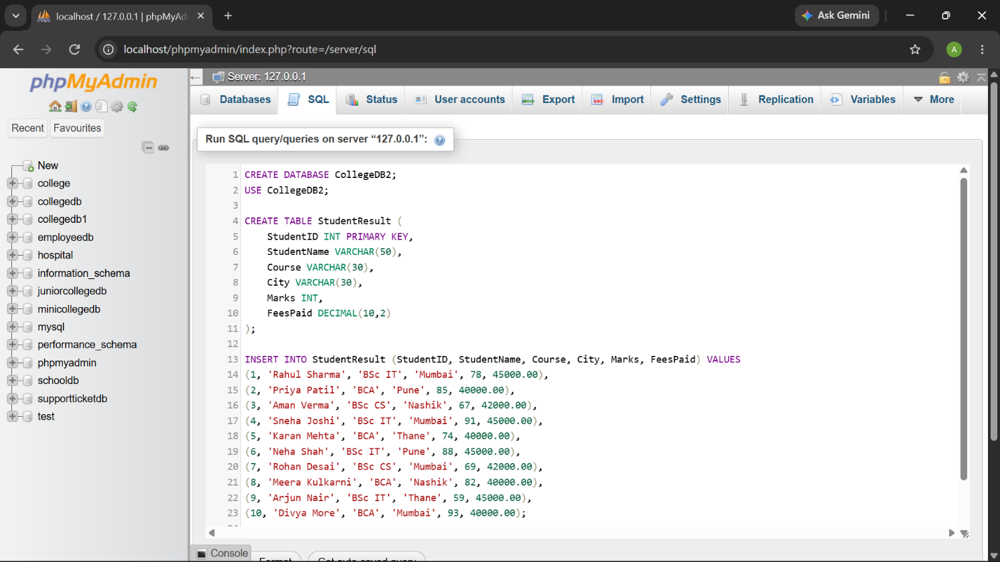 localhost / 127.0.0.1 | phpMyAd
Ask Gemini
localhost/phpmyadmin/index.php?route=/server/sql
A
phpMyAdmin
Recent
Favourites
New
college
collegedb
collegedb1
employeedb
hospital
information_schema
juniorcollegedb
minicollegedb
mysql
performance_schema
phpmyadmin
schooldb
supportticketdb
test
Server: 127.0.0.1
Databases
SQL
Status
User accounts
Export
Import
Settings
Replication
Variables
More
Run SQL query/queries on server “127.0.0.1”:
1 CREATE DATABASE CollegeDB2;
2 USE CollegeDB2;
3
4 CREATE TABLE StudentResult (
5     StudentID INT PRIMARY KEY,
6     StudentName VARCHAR(50),
7     Course VARCHAR(30),
8     City VARCHAR(30),
9     Marks INT,
10     FeesPaid DECIMAL(10,2)
11 );
12
13 INSERT INTO StudentResult (StudentID, StudentName, Course, City, Marks, FeesPaid) VALUES
14 (1, 'Rahul Sharma', 'BSc IT', 'Mumbai', 78, 45000.00),
15 (2, 'Priya Patil', 'BCA', 'Pune', 85, 40000.00),
16 (3, 'Aman Verma', 'BSc CS', 'Nashik', 67, 42000.00),
17 (4, 'Sneha Joshi', 'BSc IT', 'Mumbai', 91, 45000.00),
18 (5, 'Karan Mehta', 'BCA', 'Thane', 74, 40000.00),
19 (6, 'Neha Shah', 'BSc IT', 'Pune', 88, 45000.00),
20 (7, 'Rohan Desai', 'BSc CS', 'Mumbai', 69, 42000.00),
21 (8, 'Meera Kulkarni', 'BCA', 'Nashik', 82, 40000.00),
22 (9, 'Arjun Nair', 'BSc IT', 'Thane', 59, 45000.00),
23 (10, 'Divya More', 'BCA', 'Mumbai', 93, 40000.00);
Console
Format
Get auto-saved query